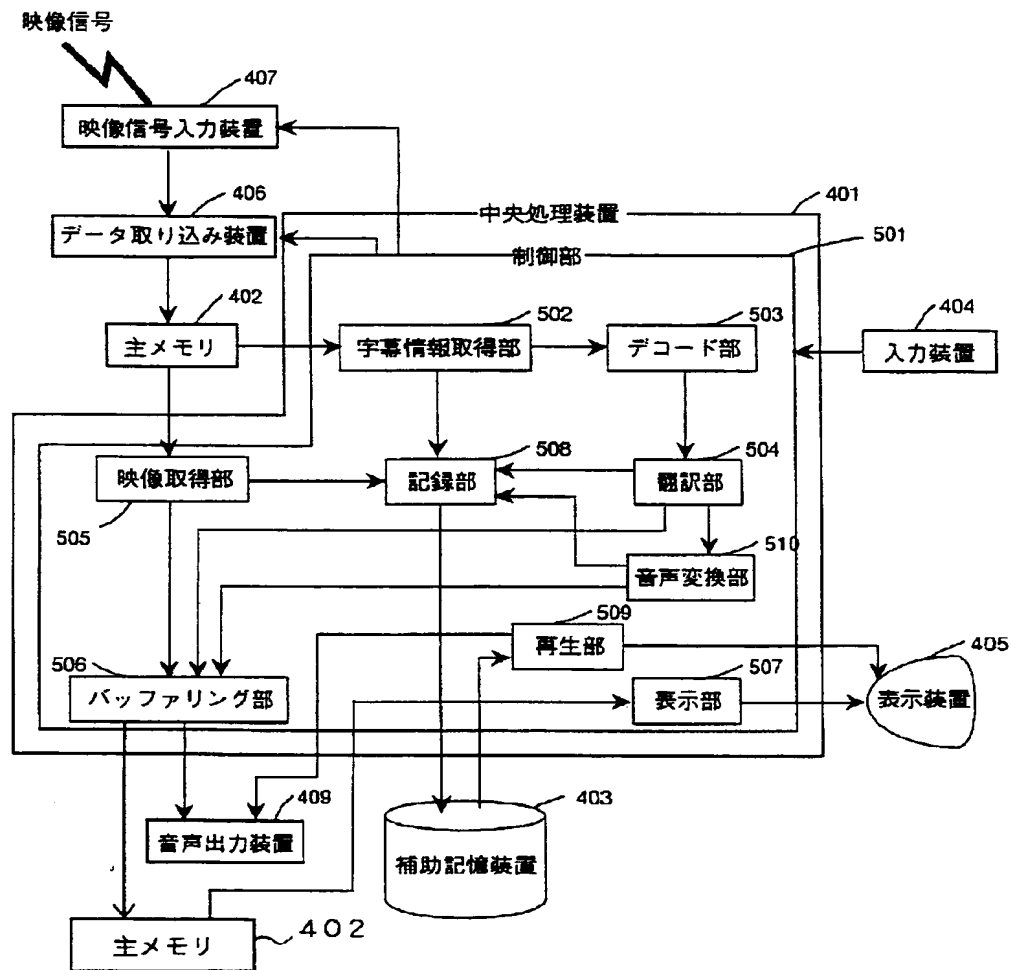 映像信号
407
映像信号入力装置
406
中央処理装置
401
データ取り込み装置
制御部
501
402
主メモリ
502
字幕情報取得部
503
デコード部
404
入力装置
映像取得部
505
508
記録部
504
翻訳部
510
音声変換部
509
再生部
405
表示装置
506
バッファリング部
507
表示部
409
音声出力装置
403
補助記憶装置
主メモリ
402